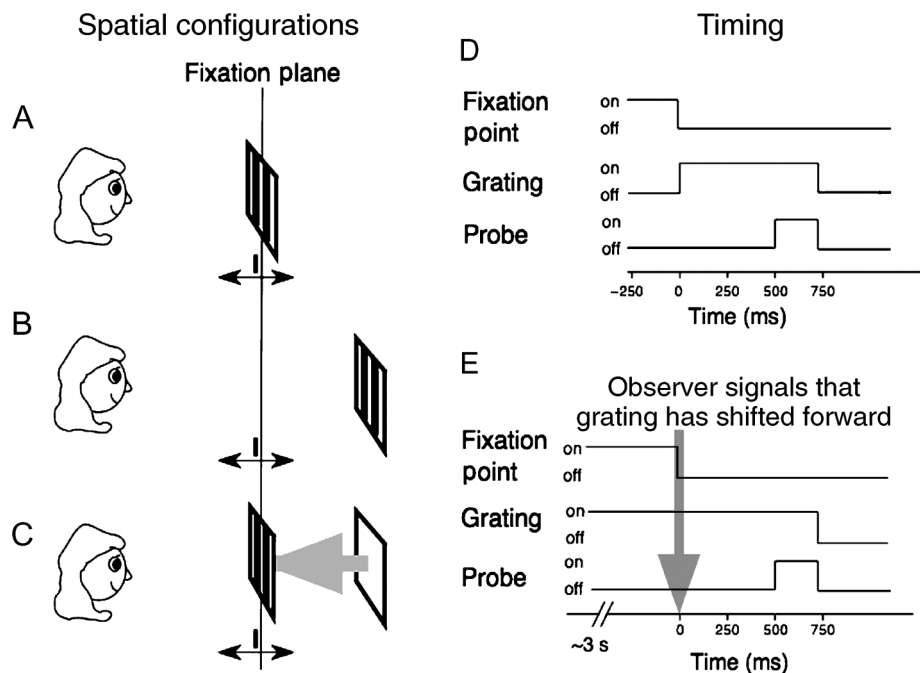 Spatial configurations
Fixation plane
A
B
C
Timing
D
Fixation
point
on
off
Grating
on
off
Probe
on
off
−250 0 500 750
Time (ms)
E
Observer signals that
grating has shifted forward
Fixation
point
on
off
Grating
on
off
Probe
on
off
~3 s 0 500 750
Time (ms)